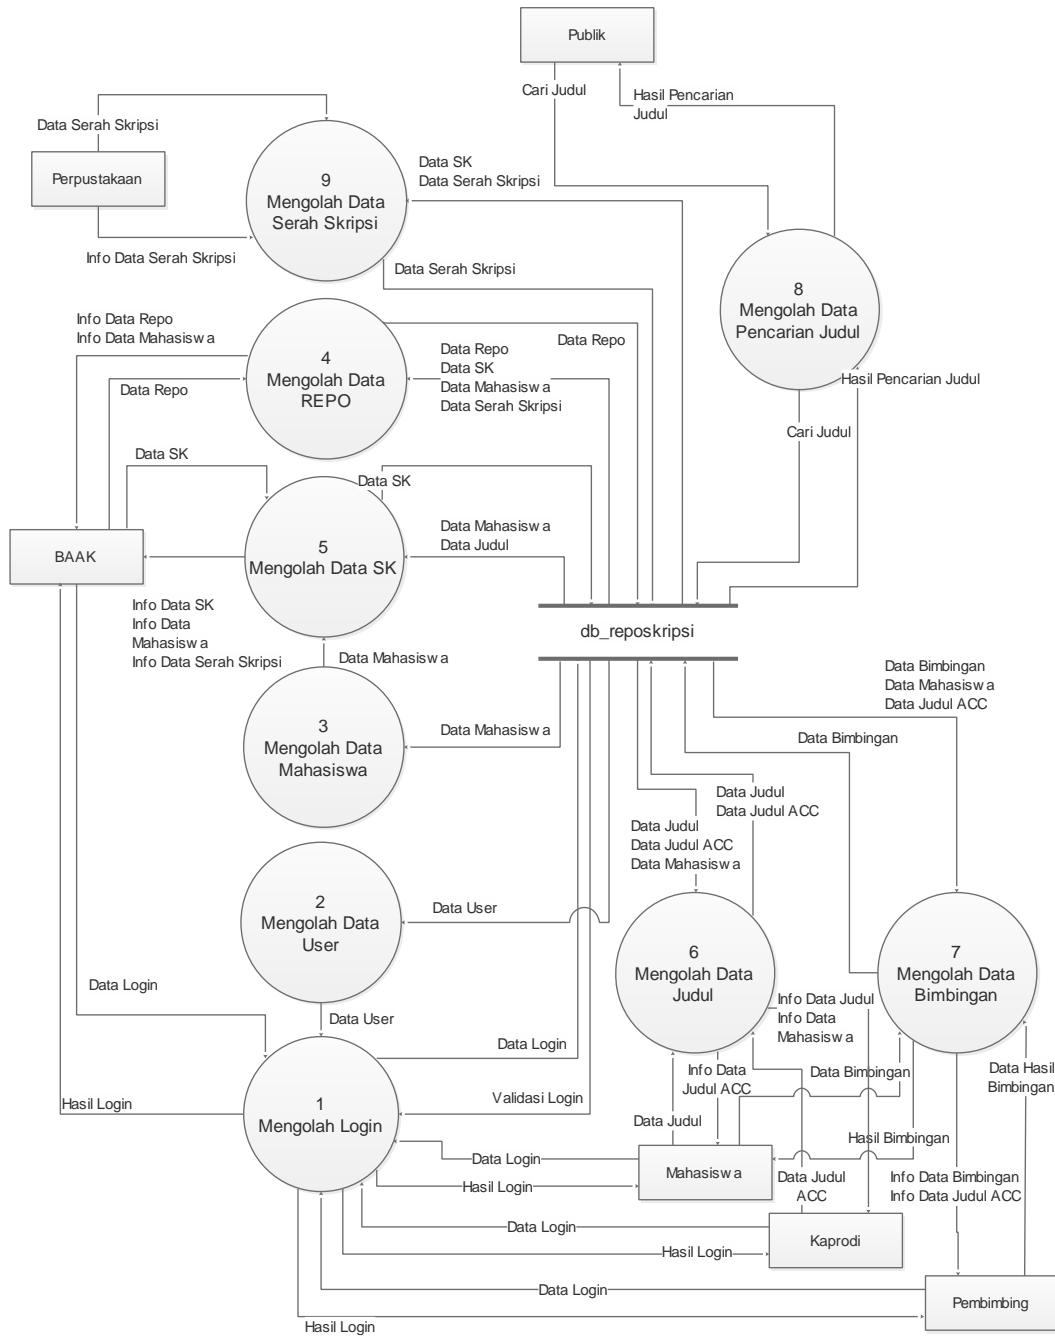 Publik
Cari Judul
Hasil Pencarian
Judul
Data Serah Skripsi
Perpustakaan
Info Data Serah Skripsi
9
Mengolah Data
Serah Skripsi
Data SK
Data Serah Skripsi
Data Serah Skripsi
8
Mengolah Data
Pencarian Judul
Info Data Repo
Info Data Mahasiswa
Data Repo
4
Mengolah Data
REPO
Data Repo
Data Repo
Data SK
Data Mahasiswa
Data Serah Skripsi
Hasil Pencarian Judul
Cari Judul
Data SK
Data SK
BAAK
5
Mengolah Data SK
Data Mahasiswa
Data Judul
Info Data SK
Info Data
Mahasiswa
Info Data Serah Skripsi
Data Mahasiswa
db_reposkripsi
3
Mengolah Data
Mahasiswa
Data Mahasiswa
Data Bimbingan
Data Mahasiswa
Data Judul ACC
Data Bimbingan
Data Judul
Data Judul ACC
Data Judul
Data Judul ACC
Data Mahasiswa
2
Mengolah Data
User
Data User
Data User
6
Mengolah Data
Judul
7
Mengolah Data
Bimbingan
Info Data Judul
Info Data
Mahasiswa
Data Login
Data Login
Validasi Login
Hasil Login
1
Mengolah Login
Info Data
Judul ACC
Data Bimbingan
Data Hasil
Bimbingan
Data Judul
Hasil Bimbingan
Data Login
Hasil Login
Mahasiswa
Data Judul
ACC
Info Data Bimbingan
Info Data Judul ACC
Data Login
Hasil Login
Kaprodi
Data Login
Hasil Login
Pembimbing